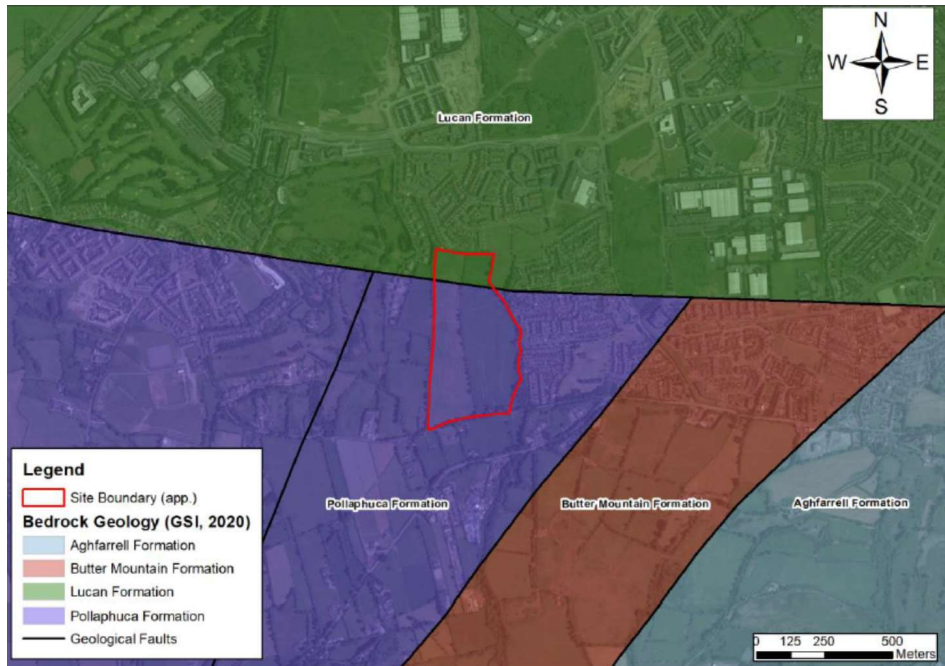 N
W E
S
Lucan Formation
Pollaphuca Formation
Butter Mountain Formation
Aghfarrell Formation
Legend
Site Boundary (app.)
Bedrock Geology (GSI, 2020)
Aghfarrell Formation
Butter Mountain Formation
Lucan Formation
Pollaphuca Formation
Geological Faults
0 125 250 500
Meters